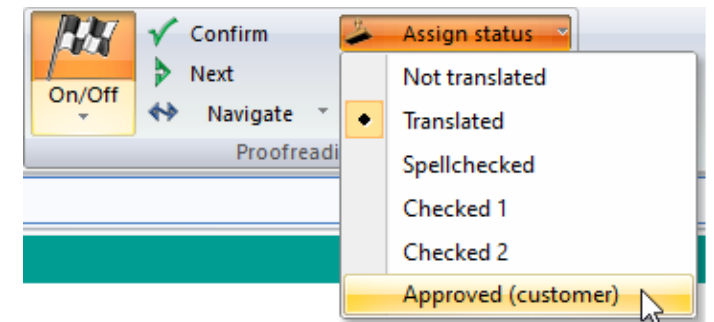 Confirm
Assign status
Next
On/Off
Navigate
Proofreadi
Not translated
Translated
Spellchecked
Checked 1
Checked 2
Approved (customer)